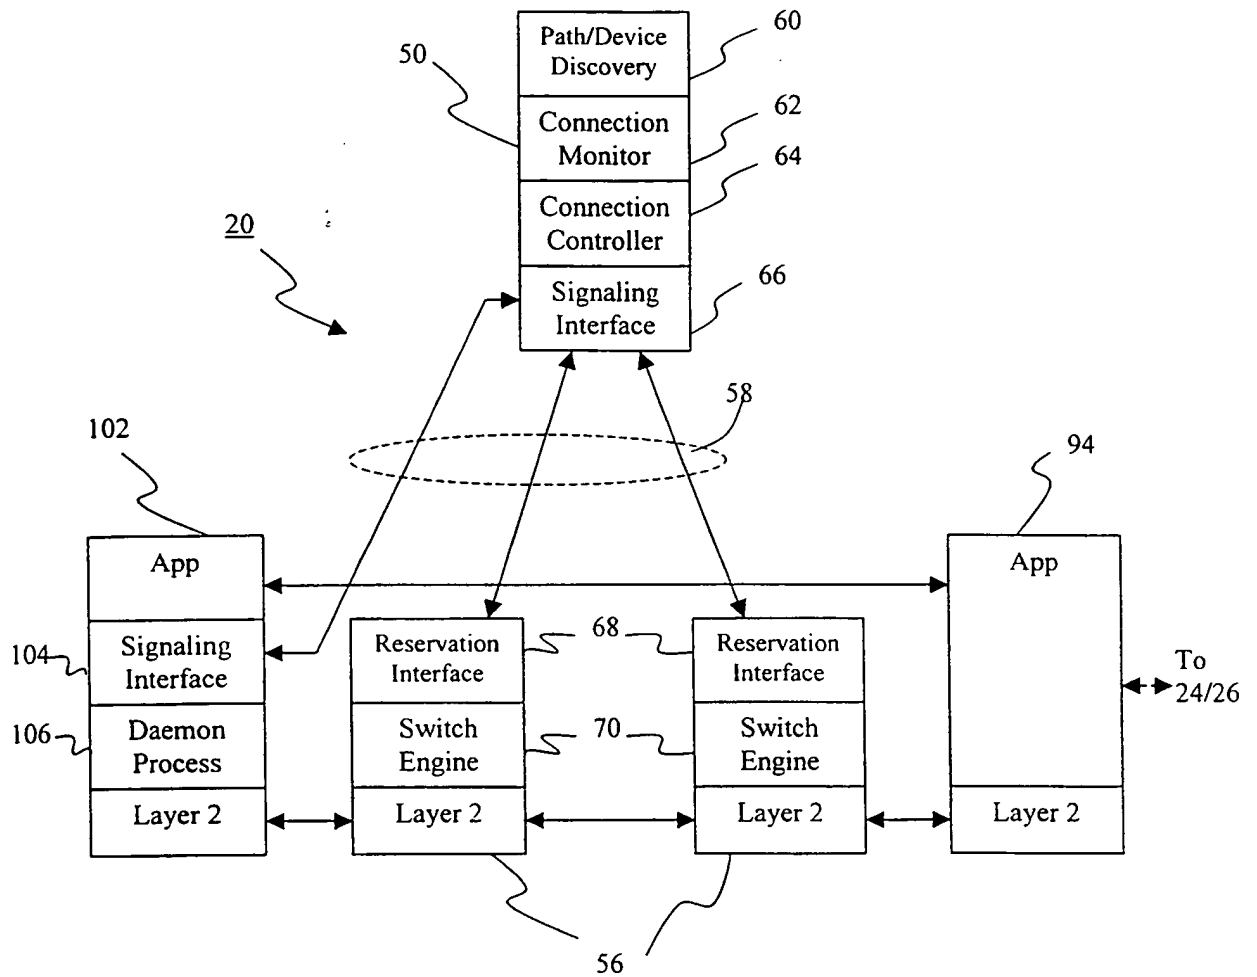 60
Path/Device
Discovery
50
62
Connection
Monitor
64
Connection
Controller
20
66
Signaling
Interface
58
102
94
App
App
68
Reservation
Interface
Reservation
Interface
104
Signaling
Interface
To
24/26
106
Daemon
Process
70
Switch
Engine
Switch
Engine
Layer 2
Layer 2
Layer 2
Layer 2
56